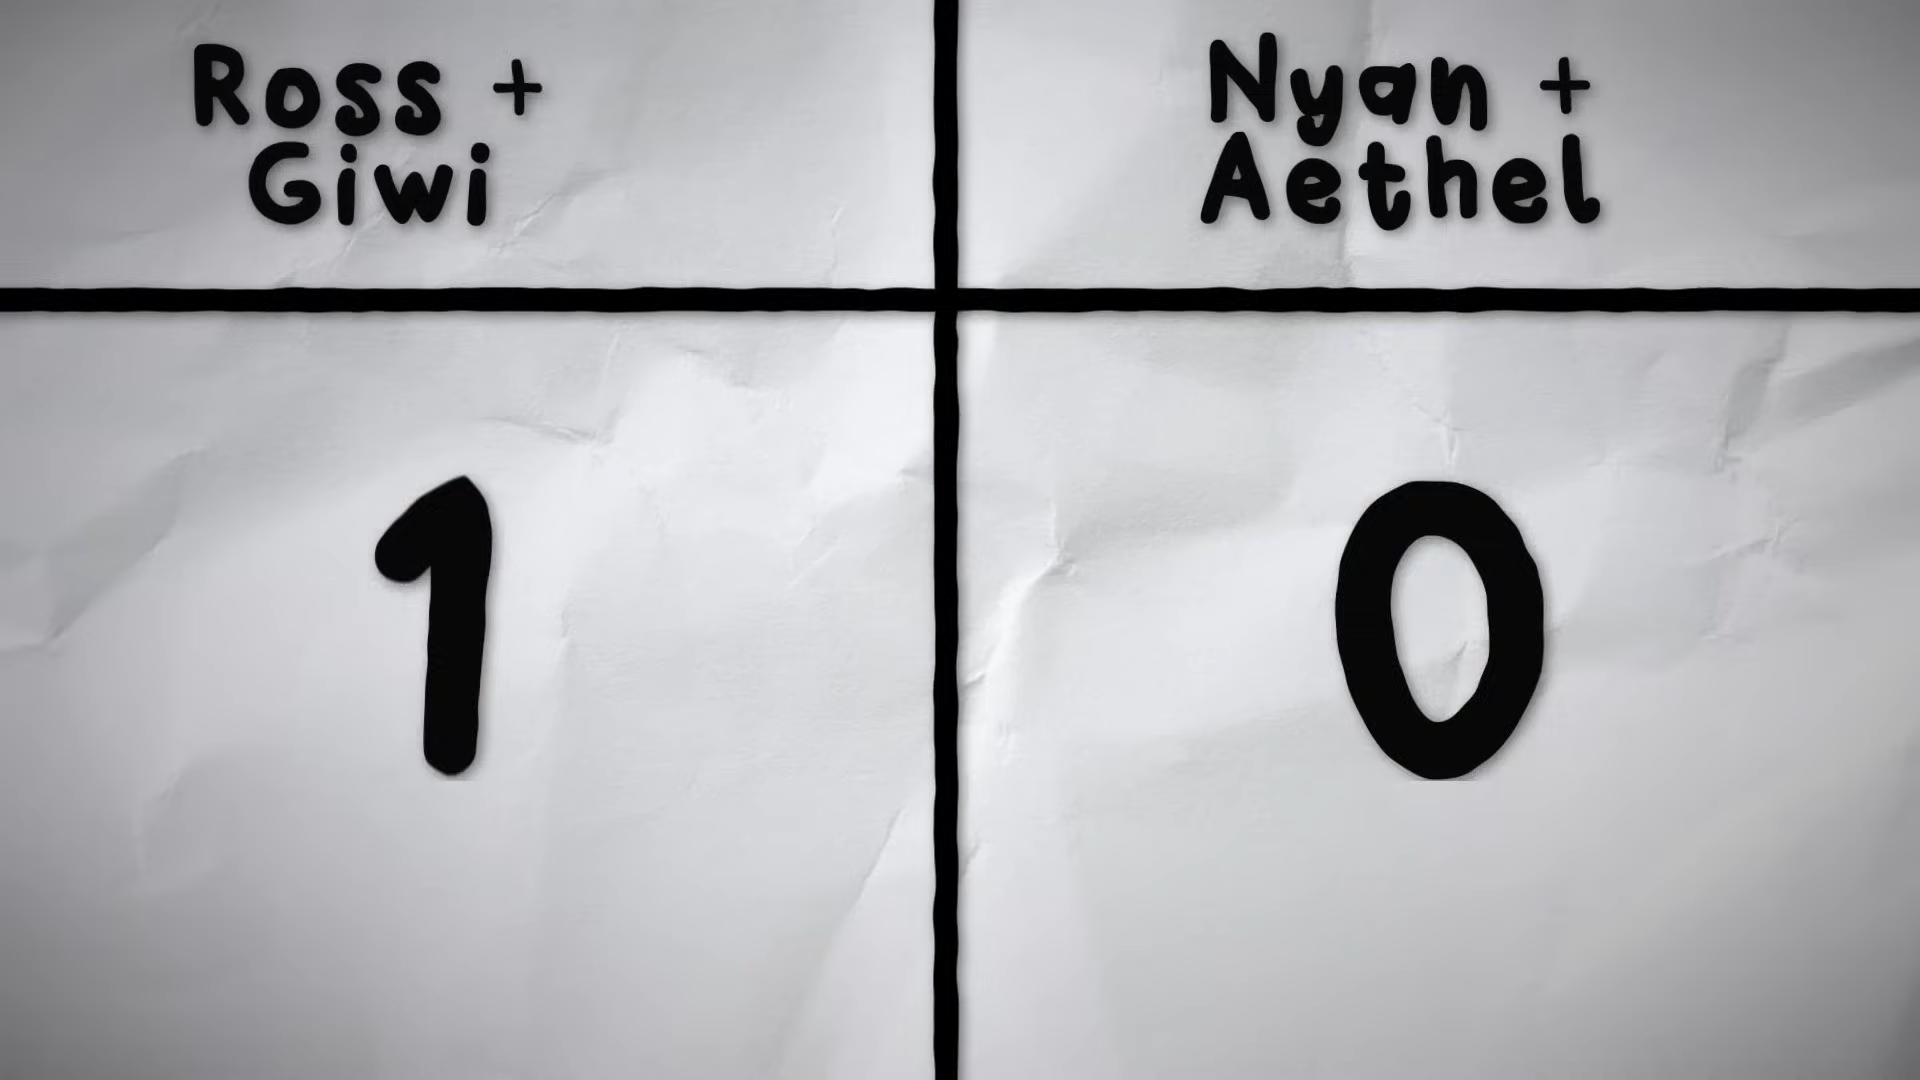 Ross +
Giwi
Nyan +
Aethel
1
0